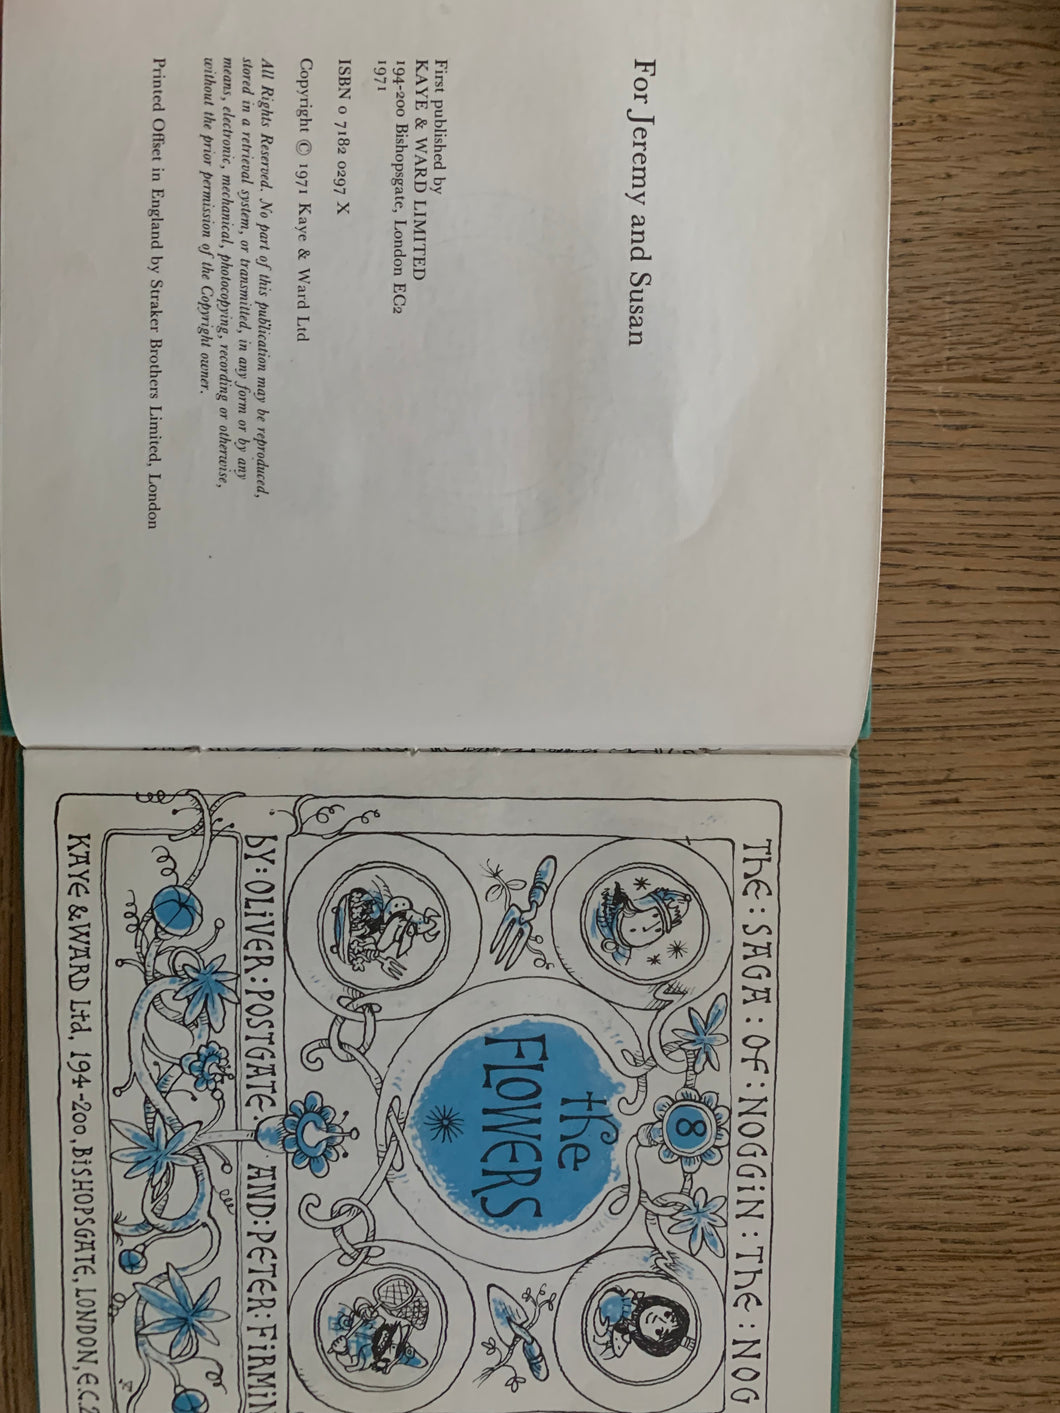 For Jeremy and Susan
First published by
KAYE & WARD LIMITED
194-200 Bishopsgate, London EC2
1971
ISBN 0 7182 0297 X
Copyright © 1971 Kaye & Ward Ltd
All Rights Reserved. No part of this publication may be reproduced,
stored in a retrieval system, or transmitted, in any form or by any
means, electronic, mechanical, photocopying, recording or otherwise,
without the prior permission of the Copyright owner.
Printed Offset in England by Straker Brothers Limited, London
ThE : SAGA : OF : NOGGiN : ThE : NOG
8
the
FLOWERS
BY : OLiVER : POSTGATE : AND : PETER : FiRMiN
KAYE & WARD Ltd, 194-200, BiSHOPSGATE, LONDON, E.C.2